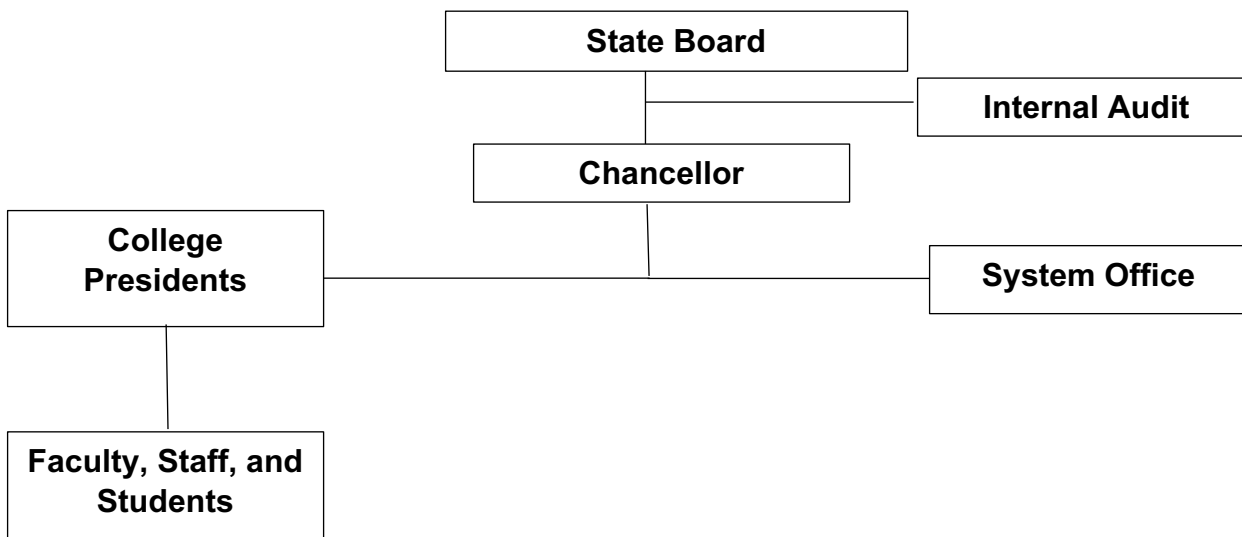 State Board
Internal Audit
Chancellor
College
Presidents
System Office
Faculty, Staff, and
Students